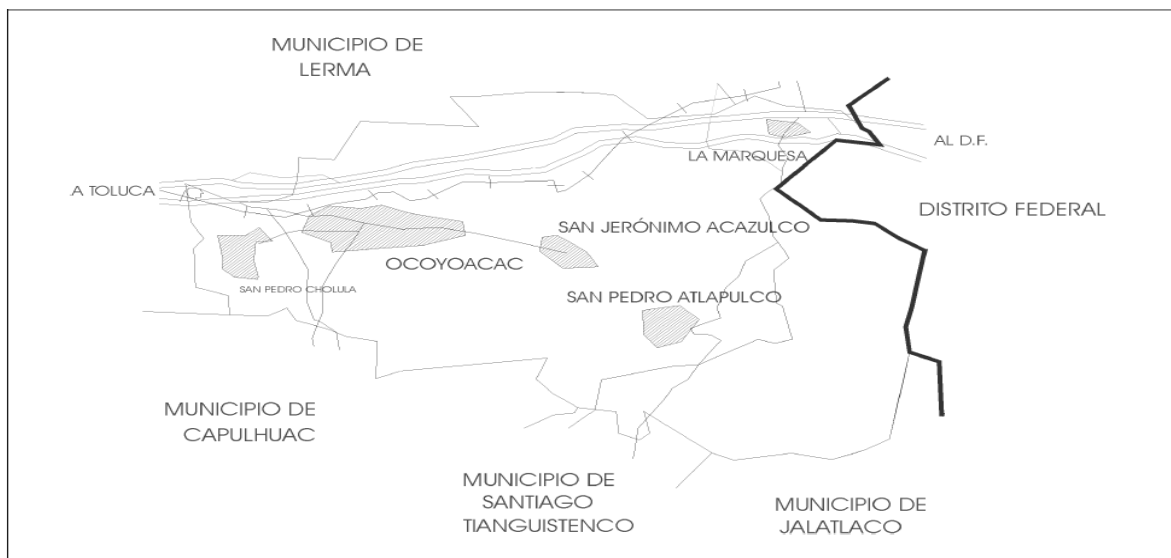 MUNICIPIO DE
LERMA
AL D.F.
LA MARQUESA
A TOLUCA
DISTRITO FEDERAL
SAN JERÓNIMO ACAZULCO
OCOYOACAC
SAN PEDRO CHOLULA
SAN PEDRO ATLAPULCO
MUNICIPIO DE
CAPULHUAC
MUNICIPIO DE
SANTIAGO
TIANGUISTENCO
MUNICIPIO DE
JALATLACO